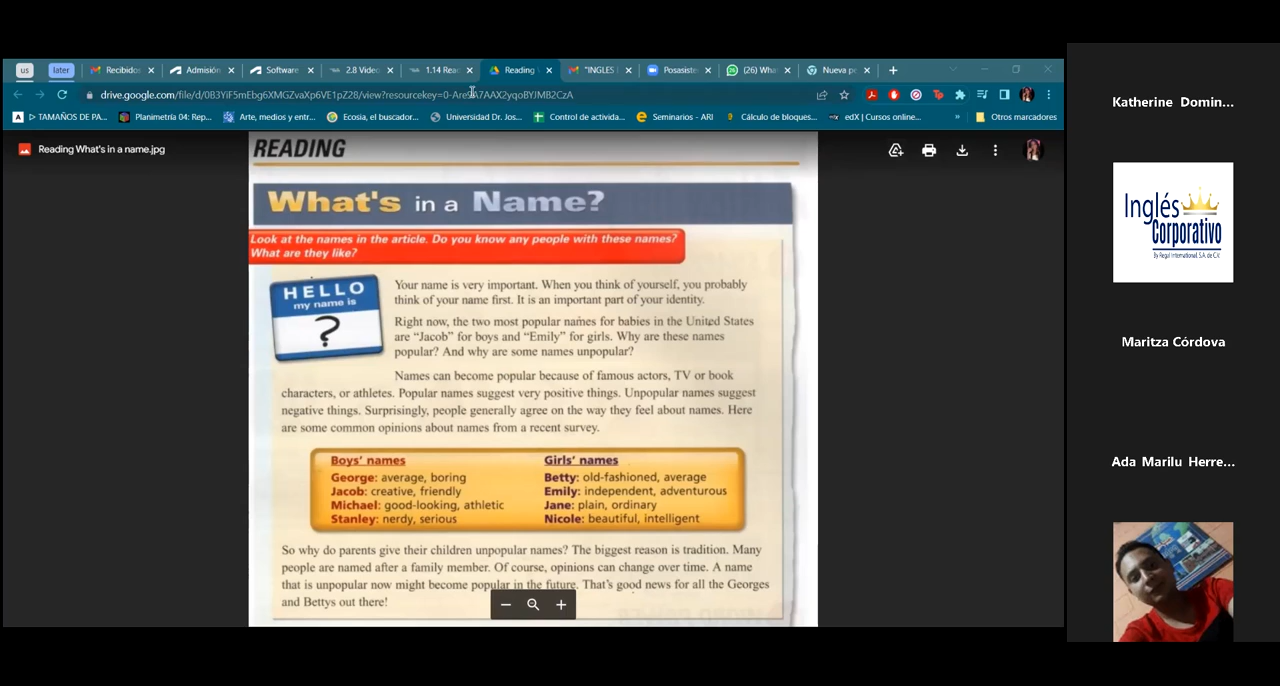 us
later
Recibido
Admisión
Software
2.8 Video
1.14 Rea
Reading
"INGLES
Posasiste
(26) Wha
Nueva pe
drive.google.com/file/d/
A
▷ TAMAÑOS DE PA...
Planimetría 04: Rep...
Arte, medios y entr...
Ecosia, el buscador...
Universidad Dr. Jos...
Control de activida...
Seminarios - ARI
Cálculo de bloques...
edX | Cursos online...
»
Otros marcadores
Reading What's in a name.jpg
READING
What's in a Name?
Look at the names in the article. Do you know any people with these names?
What are they like?
HELLO
my name is
?
Your name is very important. When you think of yourself, you probably
think of your name first. It is an important part of your identity.
Right now, the two most popular names for babies in the United States
are “Jacob” for boys and “Emily” for girls. Why are these names
popular? And why are some names unpopular?
Names can become popular because of famous actors, TV or book
characters, or athletes. Popular names suggest very positive things. Unpopular names suggest
negative things. Surprisingly, people generally agree on the way they feel about names. Here
are some common opinions about names from a recent survey.
Boys' names
George: average, boring
Jacob: creative, friendly
Michael: good-looking, athletic
Stanley: nerdy, serious
Girls' names
Betty: old-fashioned, average
Emily: independent, adventurous
Jane: plain, ordinary
Nicole: beautiful, intelligent
So why do parents give their children unpopular names? The biggest reason is tradition. Many
people are named after a family member. Of course, opinions can change over time. A name
that is unpopular now might become popular in the future. That's good news for all the Georges
and Bettys out there!
Katherine Domin...
Inglés
Corporativo
by Regal International, S.A. de C.V.
Maritza Córdova
Ada Marilu Herre...